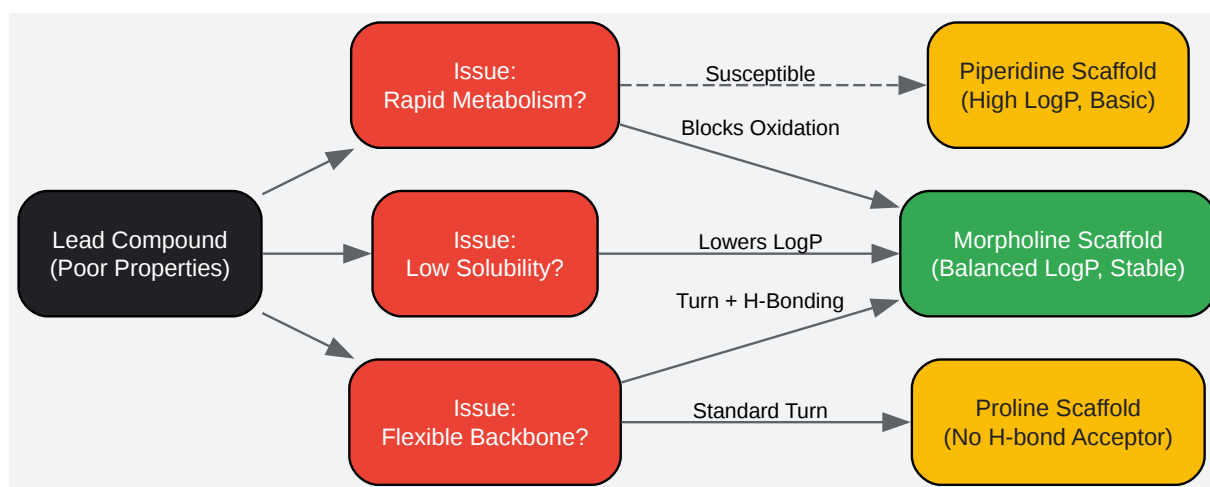 Lead Compound
(Poor Properties)
Issue:
Rapid Metabolism?
Issue:
Low Solubility?
Issue:
Flexible Backbone?
Susceptible
Blocks Oxidation
Lowers LogP
Turn + H-Bonding
Standard Turn
Piperidine Scaffold
(High LogP, Basic)
Morpholine Scaffold
(Balanced LogP, Stable)
Proline Scaffold
(No H-bond Acceptor)